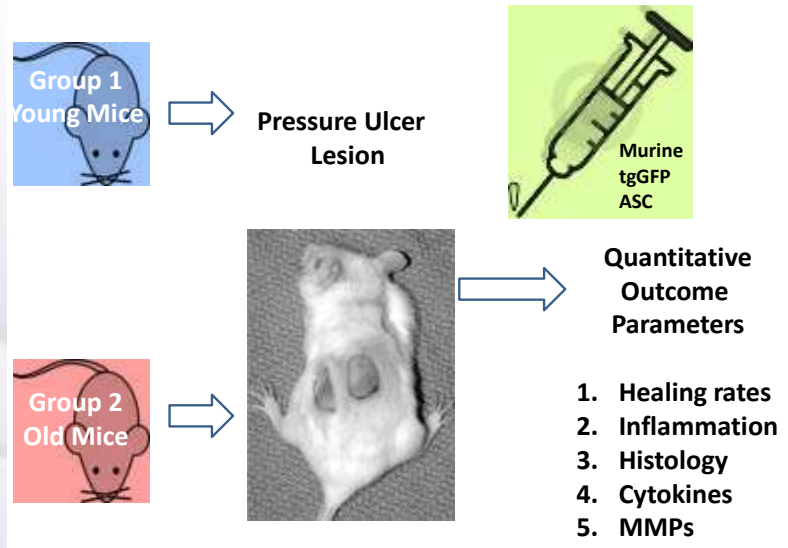 Group 1
Young Mice
Pressure Ulcer
Lesion
Murine
tgGFP
ASC
Group 2
Old Mice
Quantitative
Outcome
Parameters
1. Healing rates
2. Inflammation
3. Histology
4. Cytokines
5. MMPs